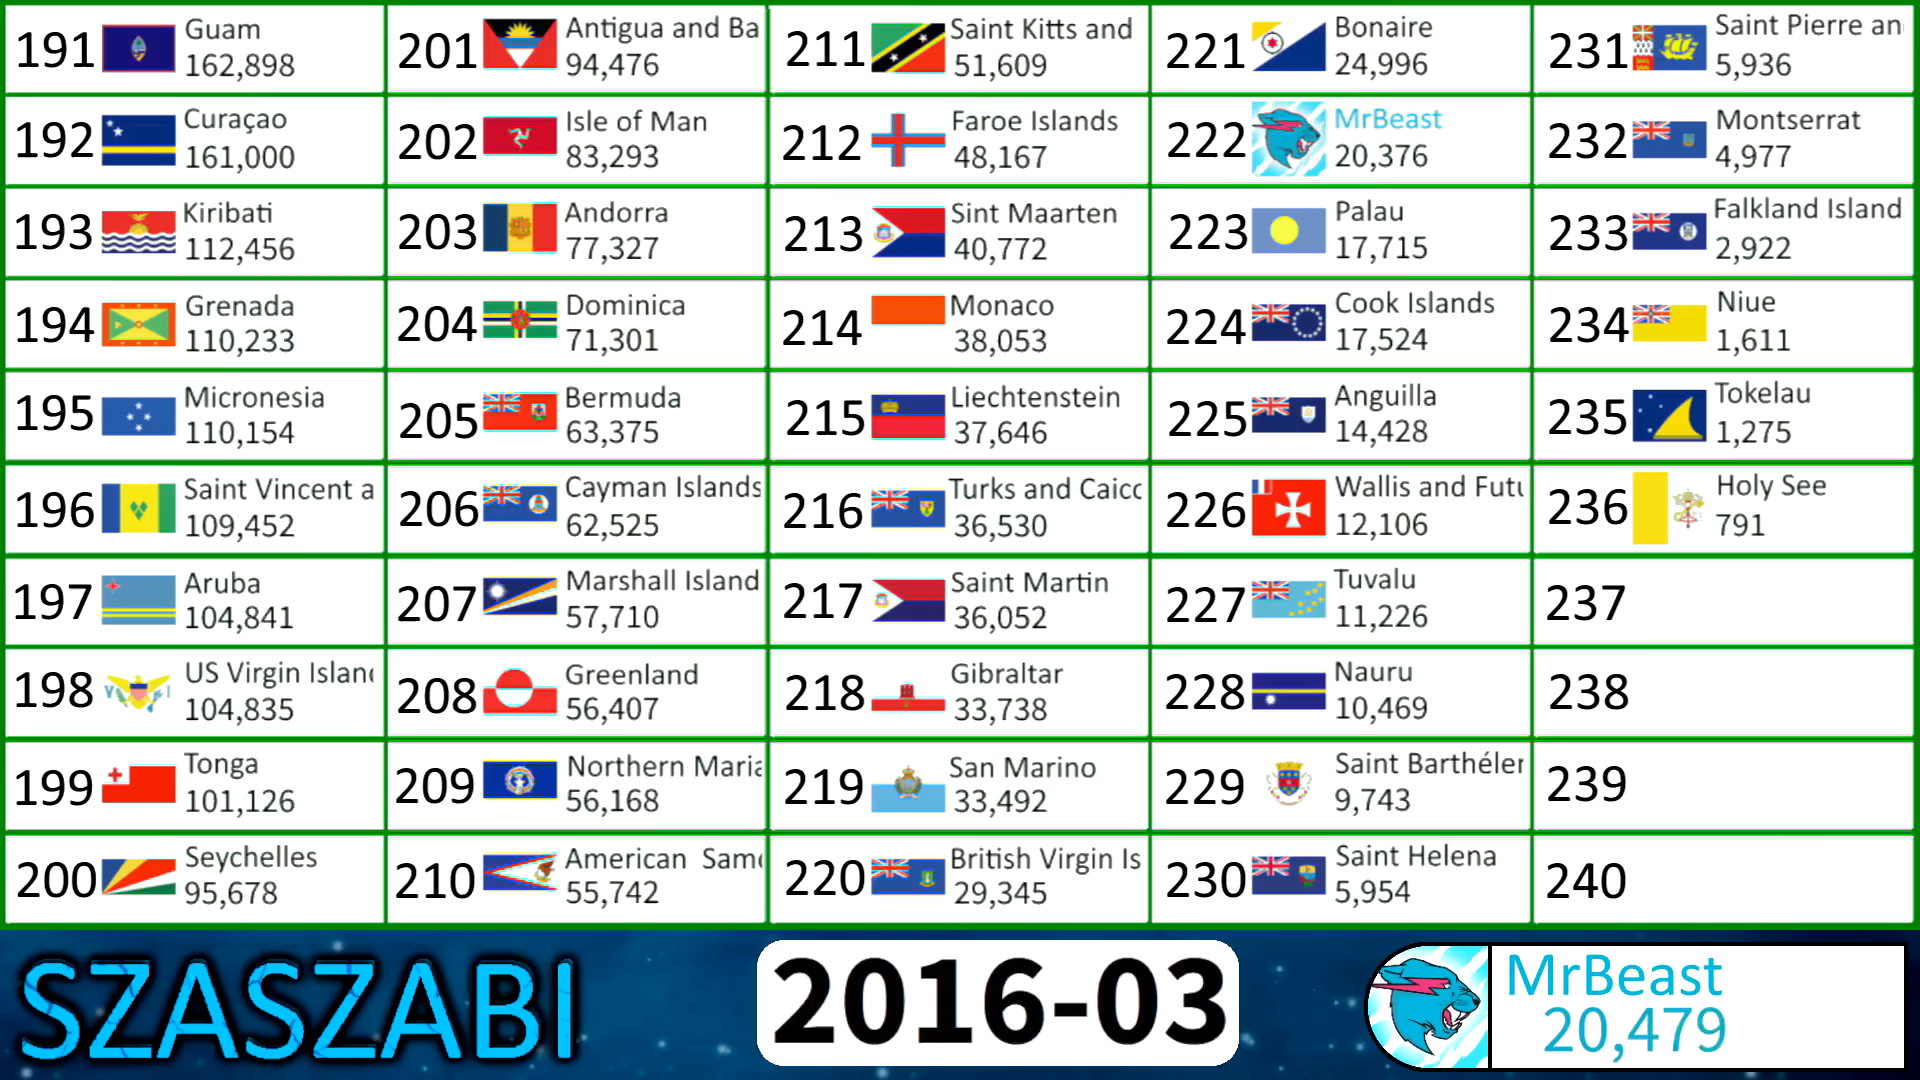 191 Guam
162,898
192 Curaçao
161,000
193 Kiribati
112,456
194 Grenada
110,233
195 Micronesia
110,154
196 Saint Vincent a
109,452
197 Aruba
104,841
198 US Virgin Island
104,835
199 Tonga
101,126
200 Seychelles
95,678
201 Antigua and Ba
94,476
202 Isle of Man
83,293
203 Andorra
77,327
204 Dominica
71,301
205 Bermuda
63,375
206 Cayman Islands
62,525
207 Marshall Island
57,710
208 Greenland
56,407
209 Northern Maria
56,168
210 American Samo
55,742
211 Saint Kitts and
51,609
212 Faroe Islands
48,167
213 Sint Maarten
40,772
214 Monaco
38,053
215 Liechtenstein
37,646
216 Turks and Caico
36,530
217 Saint Martin
36,052
218 Gibraltar
33,738
219 San Marino
33,492
220 British Virgin Is
29,345
221 Bonaire
24,996
222 MrBeast
20,376
223 Palau
17,715
224 Cook Islands
17,524
225 Anguilla
14,428
226 Wallis and Futu
12,106
227 Tuvalu
11,226
228 Nauru
10,469
229 Saint Barthéler
9,743
230 Saint Helena
5,954
231 Saint Pierre an
5,936
232 Montserrat
4,977
233 Falkland Island
2,922
234 Niue
1,611
235 Tokelau
1,275
236 Holy See
791
237
238
239
240
SZASZABI
2016-03
MrBeast
20,479